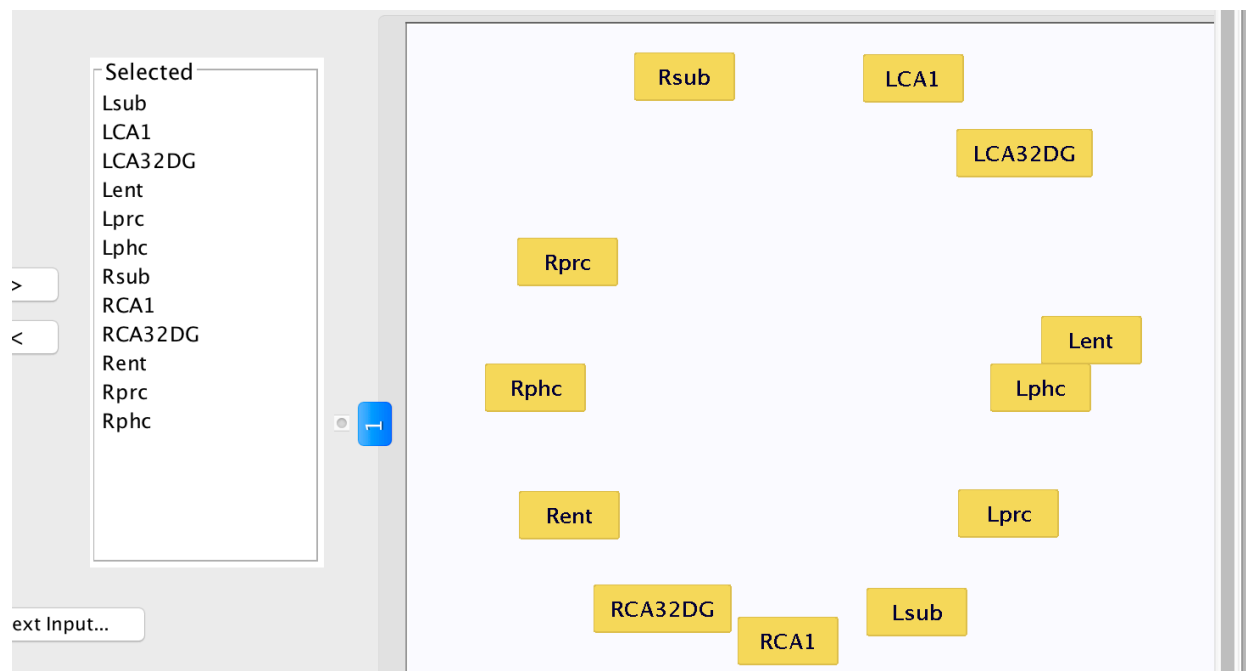 Selected
Lsub
LCA1
LCA32DG
Lent
Lprc
Lphc
Rsub
RCA1
RCA32DG
Rent
Rprc
Rphc
>
<
ext Input...
1
Rsub
LCA1
LCA32DG
Rprc
Lent
Rphc
Lphc
Rent
Lprc
RCA32DG
Lsub
RCA1